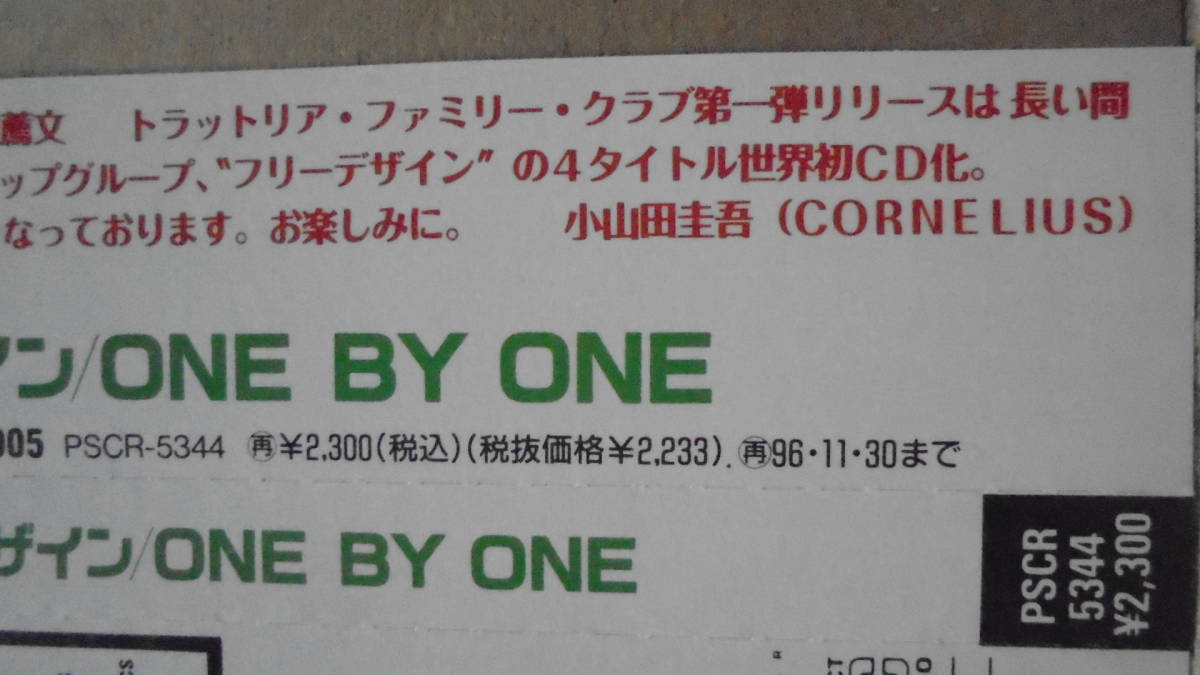 薦文　トラットリア・ファミリー・クラブ第一弾リリースは 長い間
ップグループ、“フリーデザイン” の4タイトル世界初CD化。
なっております。お楽しみに。　小山田圭吾（CORNELIUS）
ン/ONE BY ONE
005 PSCR-5344 ㊢¥2,300(税込)(税抜価格¥2,233). ㊢96・11・30まで
ザイン/ONE BY ONE
PSCR
5344
¥2,300